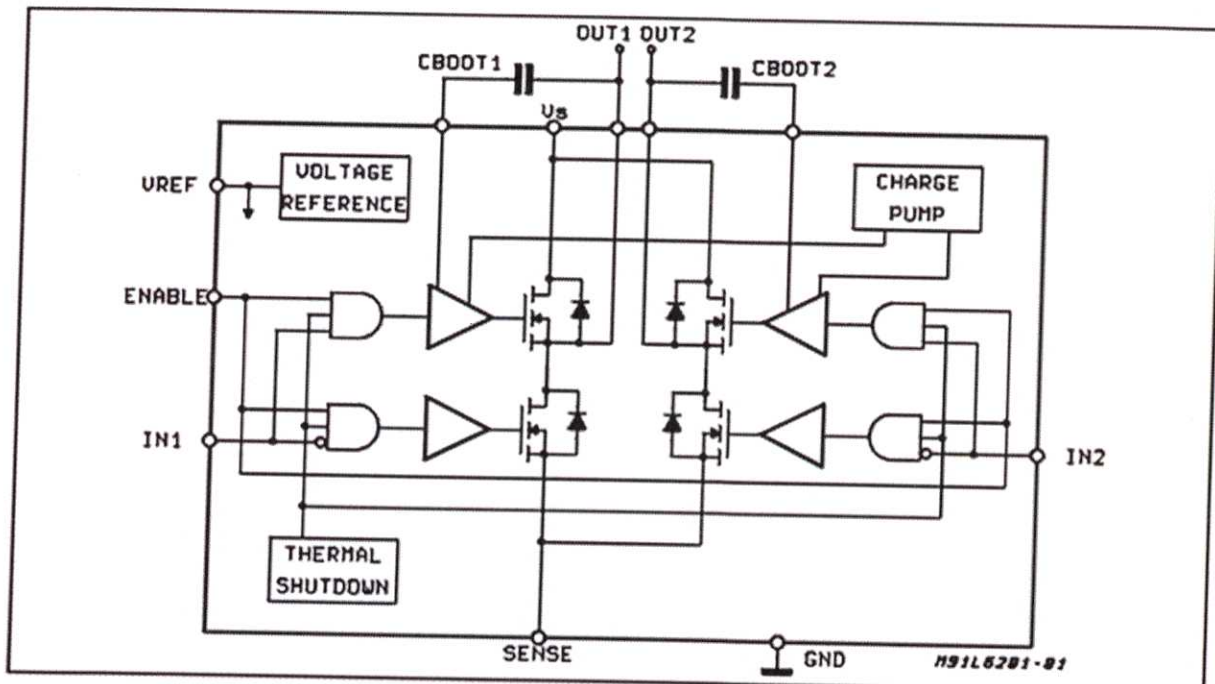 OUT1 OUT2
CBOOT1
CBOOT2
Vs
VREF
VOLTAGE
REFERENCE
CHARGE
PUMP
ENABLE
IN1
IN2
THERMAL
SHUTDOWN
SENSE
GND
M91L6201-01